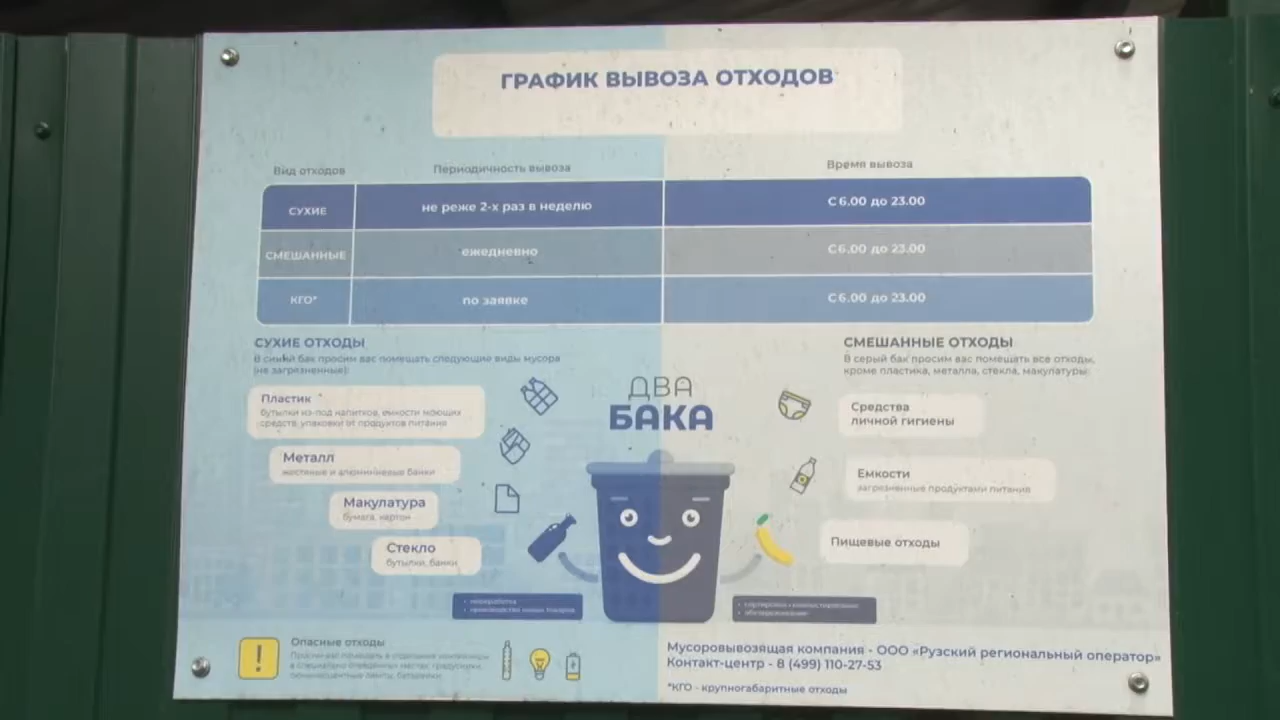 ГРАФИК ВЫВОЗА ОТХОДОВ
Вид отходов
Периодичность вывоза
Время вывоза
СУХИЕ
не реже 2-х раз в неделю
С 6.00 до 23.00
СМЕШАННЫЕ
ежедневно
С 6.00 до 23.00
КГО*
по заявке
С 6.00 до 23.00
СУХИЕ ОТХОДЫ
В синий бак просим вас помещать следующие виды мусора
(не загрязненные):
Пластик
бутылки из-под напитков, емкости моющих
средств, упаковки от продуктов питания
Металл
жестяные и алюминиевые банки
Макулатура
бумага, картон
Стекло
бутылки, банки
переработка
производство новых товаров
ДВА
БАКА
СМЕШАННЫЕ ОТХОДЫ
В серый бак просим вас помещать все отходы,
кроме пластика, металла, стекла, макулатуры:
Средства
личной гигиены
Емкости
загрязненные продуктами питания
Пищевые отходы
Опасные отходы
Мусоровывозящая компания - ООО «Рузский региональный оператор»
Контакт-центр - 8 (499) 110-27-53
*КГО - крупногабаритные отходы